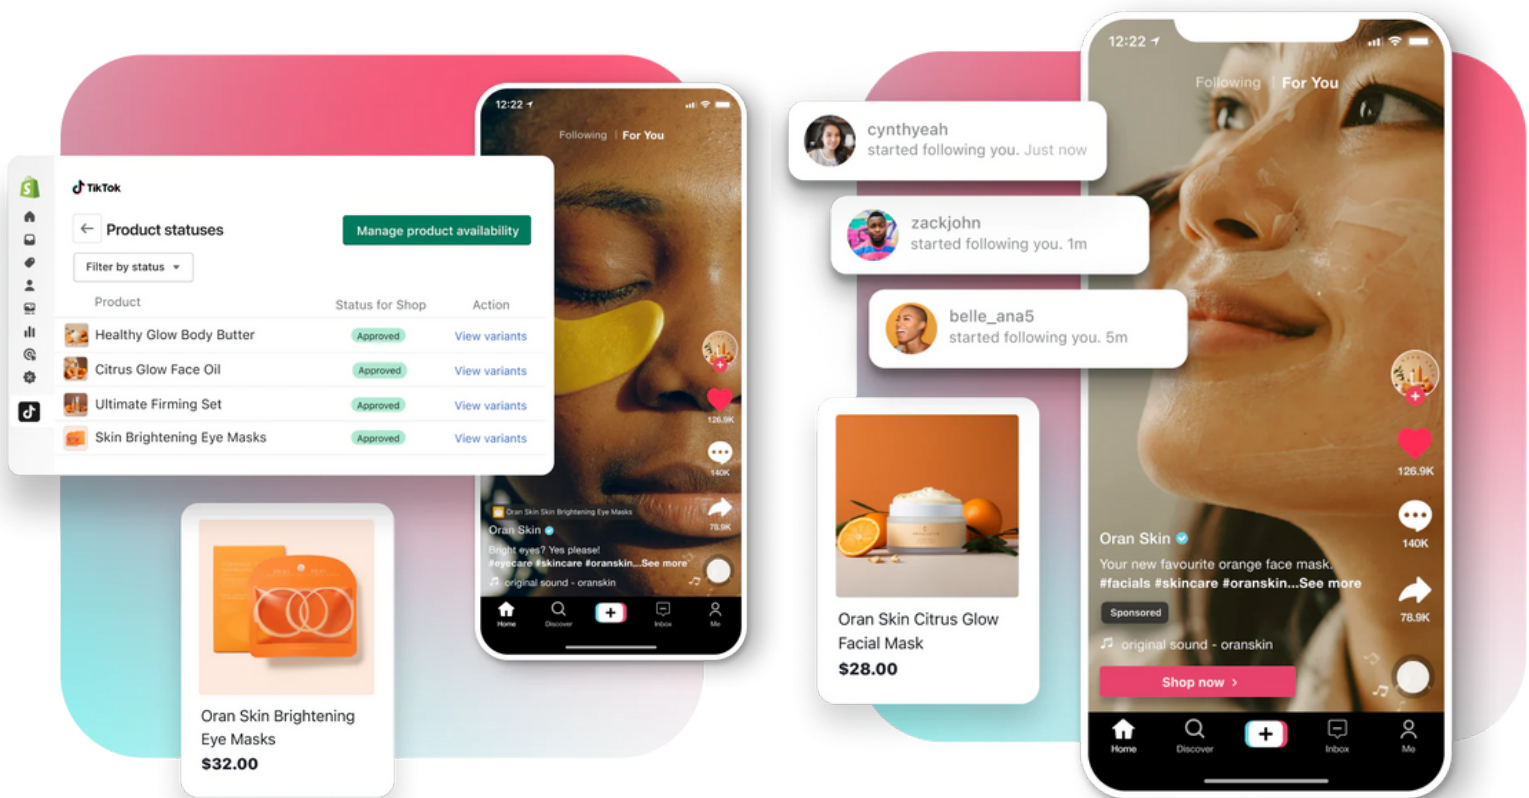 TikTok
Product statuses
Manage product availability
Filter by status
Product Status for Shop Action
Healthy Glow Body Butter Approved View variants
Citrus Glow Face Oil Approved View variants
Ultimate Firming Set Approved View variants
Skin Brightening Eye Masks Approved View variants
12:22
Following | For You
126.9K
140K
78.9K
Oran Skin Skin Brightening Eye Masks
Oran Skin
Bright eyes? Yes please!
#eyecare #skincare #oranskin...See more
original sound - oranskin
Home Discover Inbox Me
Oran Skin Brightening
Eye Masks
$32.00
cynthyeah
started following you. Just now
zackjohn
started following you. 1m
belle_ana5
started following you. 5m
Oran Skin Citrus Glow
Facial Mask
$28.00
12:22
Following | For You
126.9K
140K
78.9K
Oran Skin
Your new favourite orange face mask.
#facials #skincare #oranskin...See more
Sponsored
original sound - oranskin
Shop now >
Home Discover Inbox Me